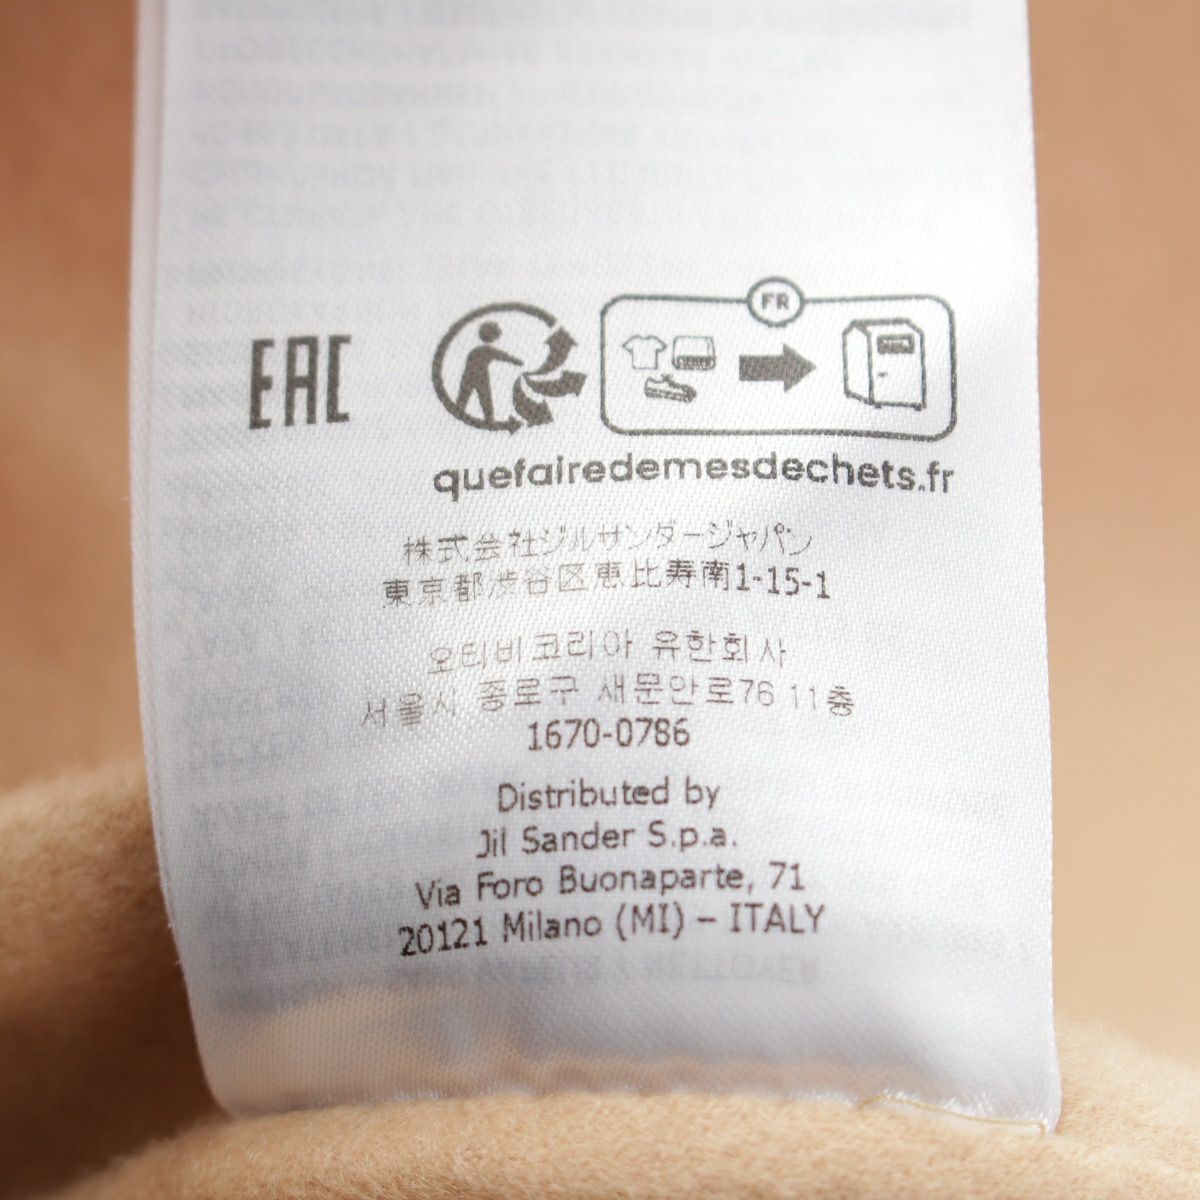 EAC
FR
quefairedemesdechets.fr
株式会社ジルサンダージャパン
東京都渋谷区恵比寿南1-15-1
오티비코리아 유한회사
서울시 종로구 새문안로76 11층
1670-0786
Distributed by
Jil Sander S.p.a.
Via Foro Buonaparte, 71
20121 Milano (MI) – ITALY